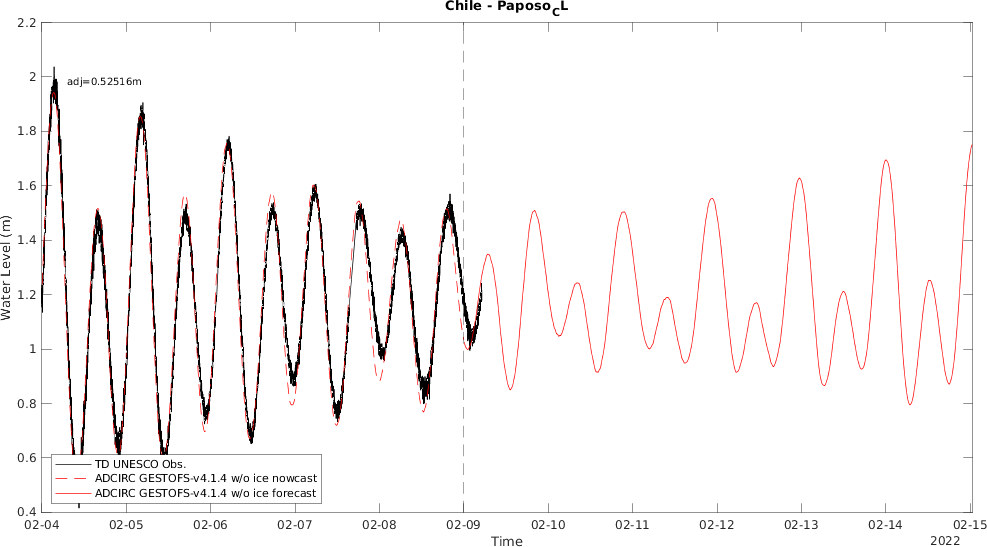 Chile - Paposo_CL
2.2
2
1.8
1.6
1.4
1.2
1
0.8
0.6
0.4
Water Level (m)
adj=0.52516m
TD UNESCO Obs.
ADCIRC GESTOFS-v4.1.4 w/o ice nowcast
ADCIRC GESTOFS-v4.1.4 w/o ice forecast
02-04 02-05 02-06 02-07 02-08 02-09 02-10 02-11 02-12 02-13 02-14 02-15
Time
2022